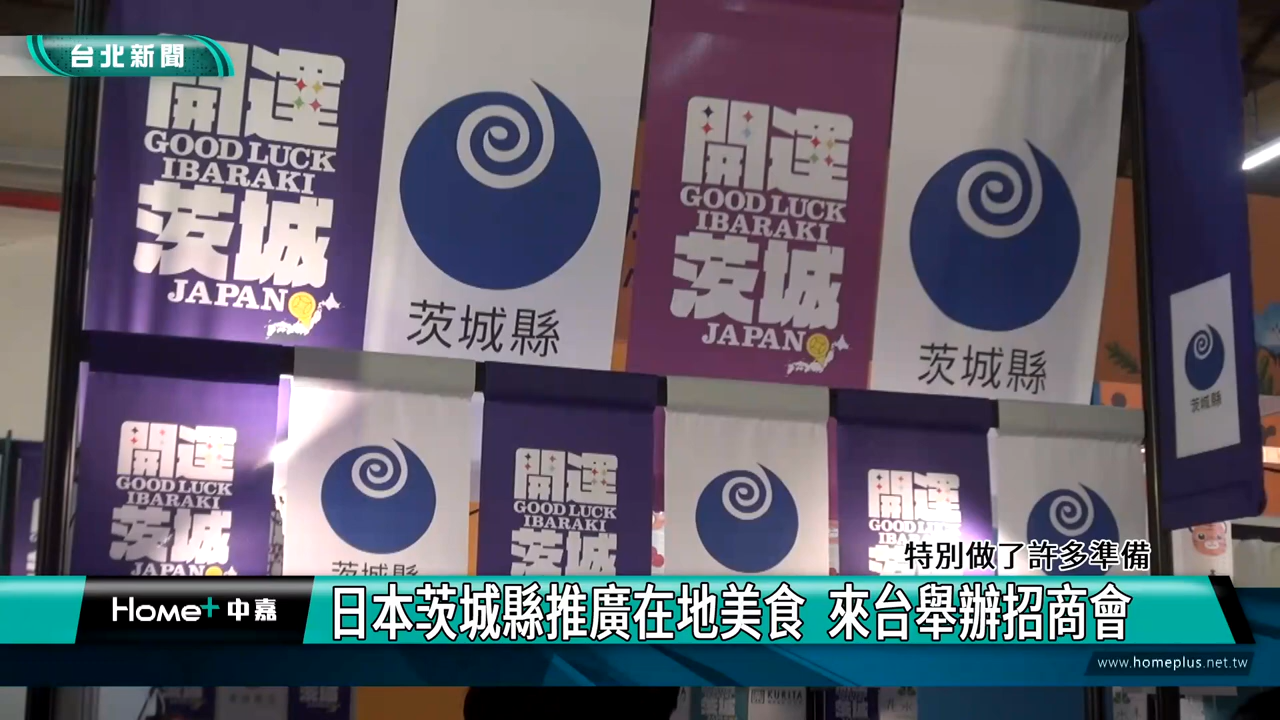 台北新聞
開運
GOOD LUCK
IBARAKI
茨城
JAPAN
茨城縣
開運
GOOD LUCK
IBARAKI
茨城
JAPAN
茨城縣
茨城縣
開運
GOOD LUCK
IBARAKI
茨城
JAPAN
茨城縣
開運
GOOD LUCK
IBARAKI
茨城
開運
GOOD LUCK
IBARAKI
特別做了許多準備
Home+中嘉
日本茨城縣推廣在地美食 來台舉辦招商會
www.homeplus.net.tw